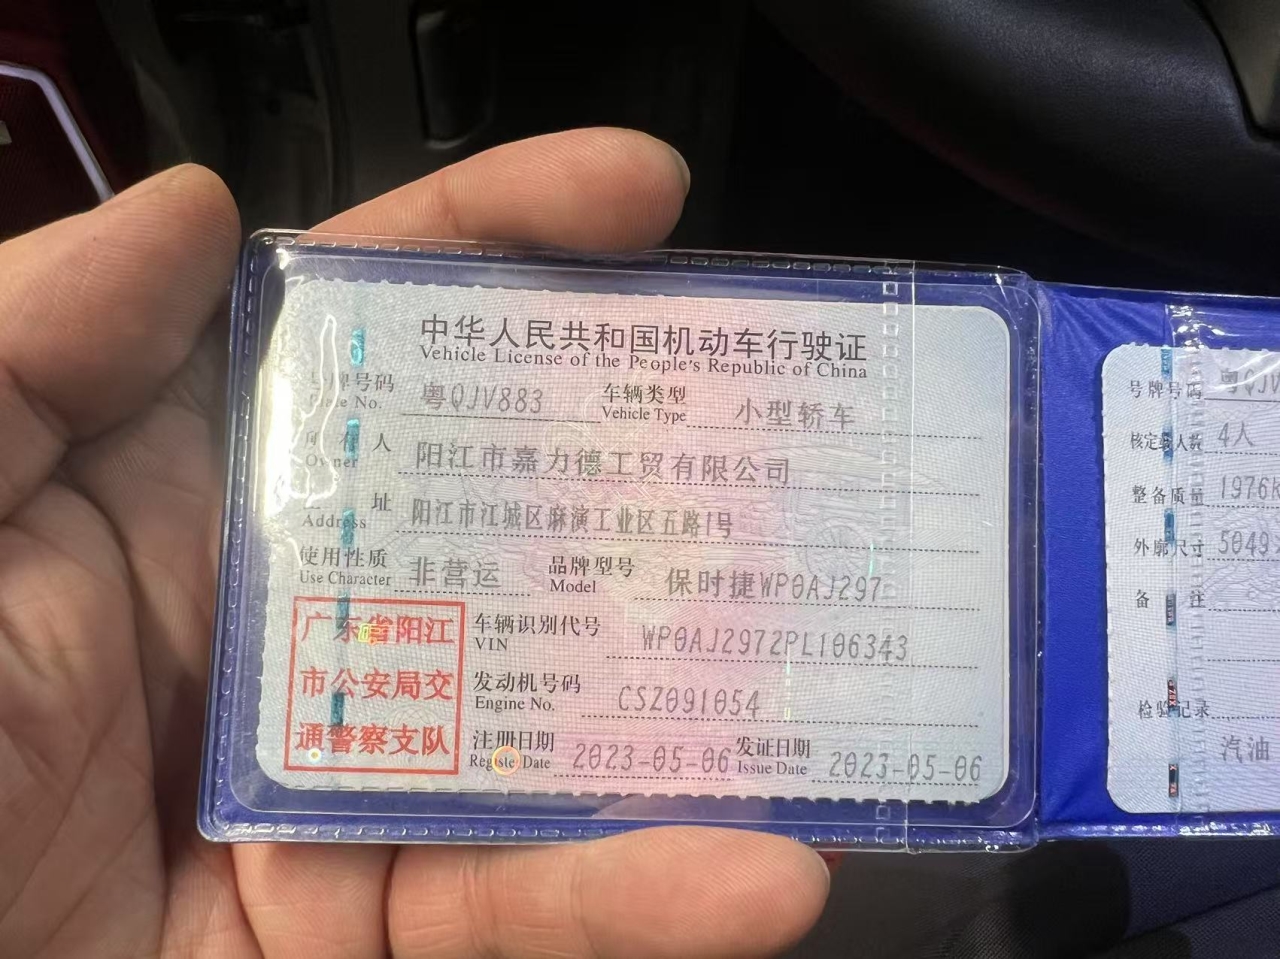 中华人民共和国机动车行驶证
Vehicle License of the People's Republic of China
号牌号码 粤QJV883 车辆类型 小型轿车
Plate No. Vehicle Type
所有人 阳江市嘉力德工贸有限公司
Owner
住址 阳江市江城区麻演工业区五路1号
Address
使用性质 非营运 品牌型号 保时捷WP0AJ297
Use Character Model
广东省阳江
市公安局交
通警察支队
车辆识别代号 WP0AJ2972PL106343
VIN
发动机号码 CSZ091054
Engine No.
注册日期 2023-05-06 发证日期 2023-05-06
Register Date Issue Date
号牌号码 粤QJV
核定载人数 4人
整备质量 1976k
外廓尺寸 5049
备注
检验记录
汽油